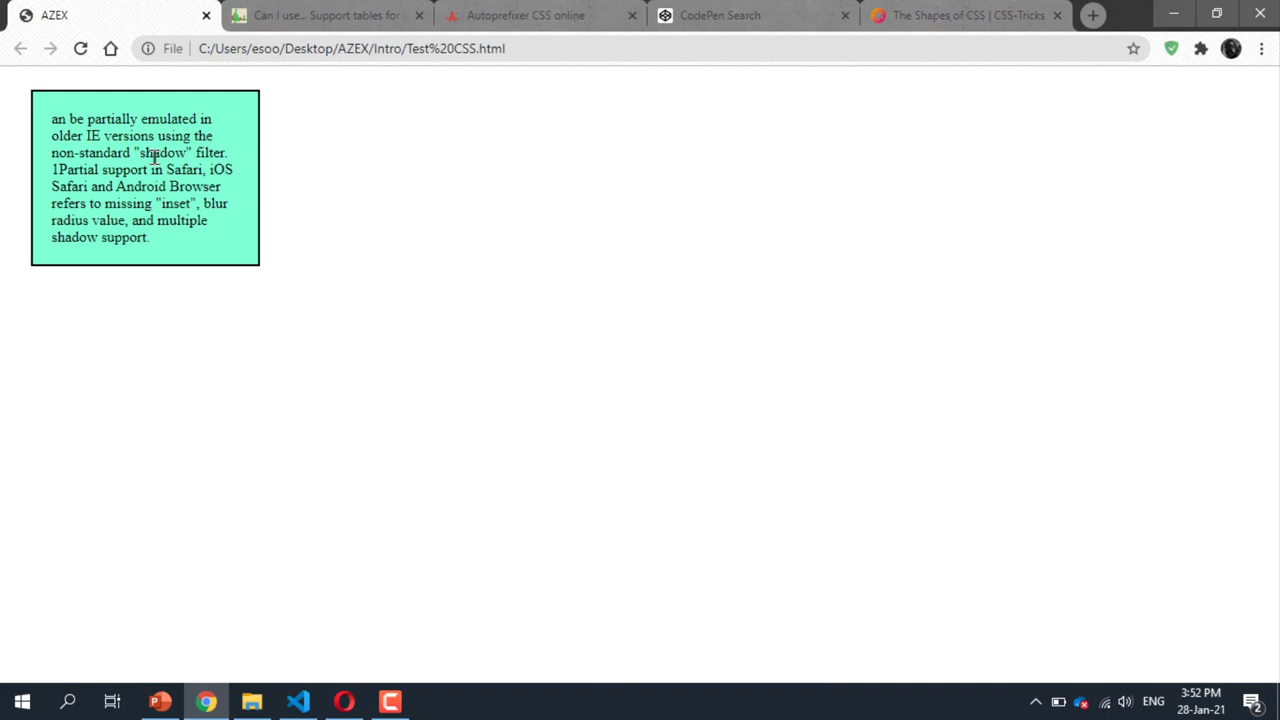 AZEX
Can I use... Support tables for
Autoprefixer CSS online
CodePen Search
The Shapes of CSS | CSS-Tricks
File
C:/Users/esoo/Desktop/AZEX/Intro/Test%20CSS.html
an be partially emulated in
older IE versions using the
non-standard "shadow" filter.
1Partial support in Safari, iOS
Safari and Android Browser
refers to missing "inset", blur
radius value, and multiple
shadow support.
ENG
3:52 PM
28-Jan-21
2